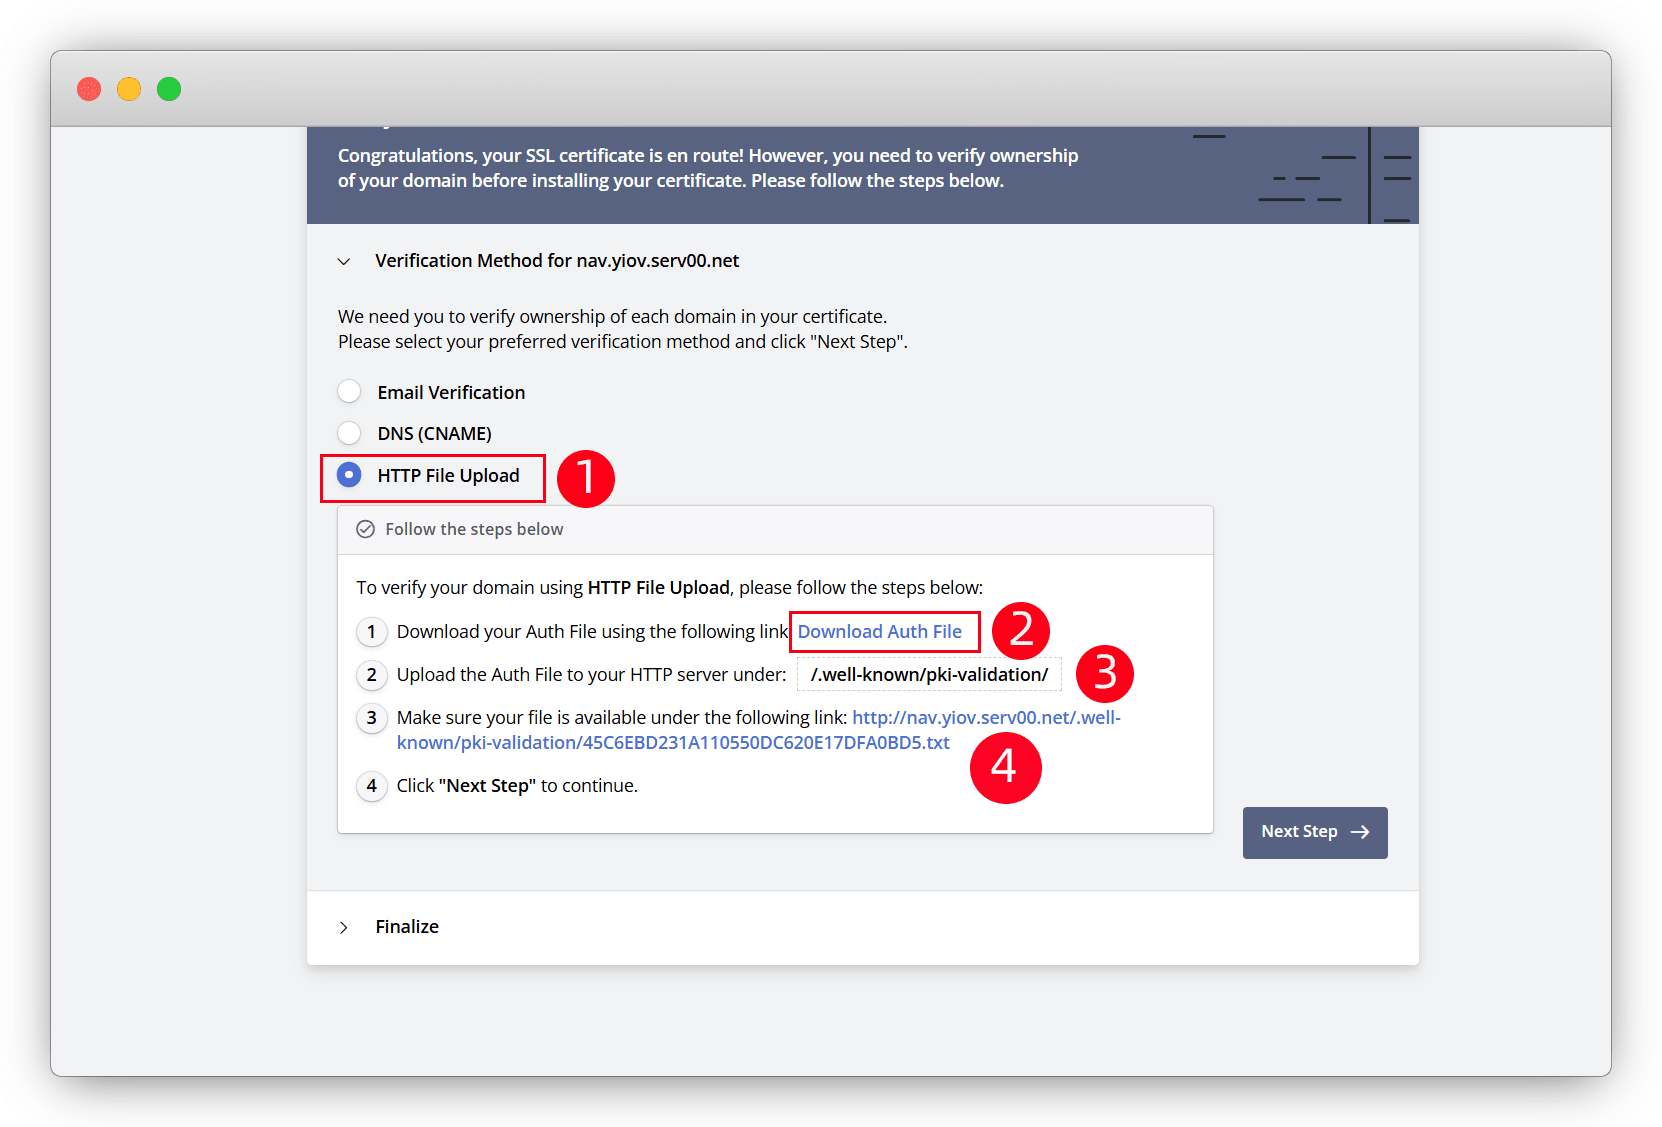 Congratulations, your SSL certificate is en route! However, you need to verify ownership
of your domain before installing your certificate. Please follow the steps below.
Verification Method for nav.yiov.serv00.net
We need you to verify ownership of each domain in your certificate.
Please select your preferred verification method and click "Next Step".
Email Verification
DNS (CNAME)
HTTP File Upload
1
Follow the steps below
To verify your domain using HTTP File Upload, please follow the steps below:
1 Download your Auth File using the following link Download Auth File
2
2 Upload the Auth File to your HTTP server under: /.well-known/pki-validation/
3
3 Make sure your file is available under the following link: http://nav.yiov.serv00.net/.well-
known/pki-validation/45C6EBD231A110550DC620E17DFA0BD5.txt
4
4 Click "Next Step" to continue.
Next Step
Finalize